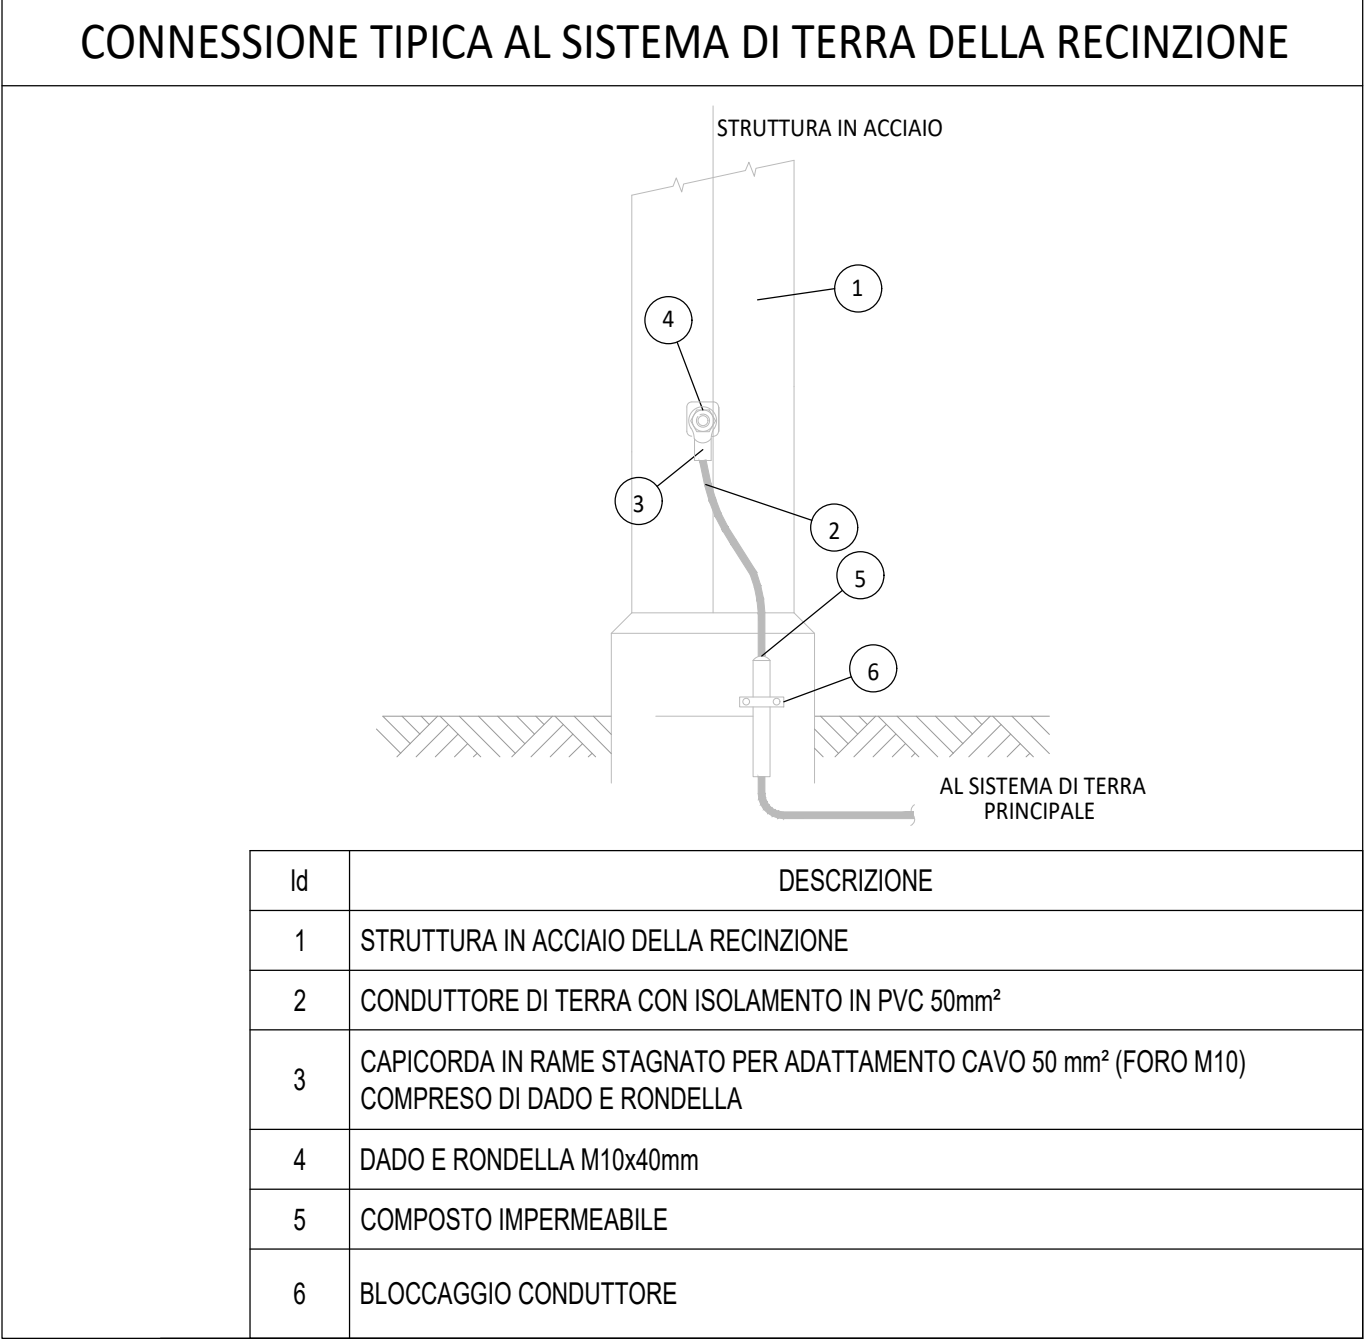 CONNESSIONE TIPICA AL SISTEMA DI TERRA DELLA RECINZIONE
STRUTTURA IN ACCIAIO
1
4
3
2
5
6
AL SISTEMA DI TERRA
PRINCIPALE
Id DESCRIZIONE
1 STRUTTURA IN ACCIAIO DELLA RECINZIONE
2 CONDUTTORE DI TERRA CON ISOLAMENTO IN PVC 50mm²
3 CAPICORDA IN RAME STAGNATO PER ADATTAMENTO CAVO 50 mm² (FORO M10)
COMPRESO DI DADO E RONDELLA
4 DADO E RONDELLA M10x40mm
5 COMPOSTO IMPERMEABILE
6 BLOCCAGGIO CONDUTTORE